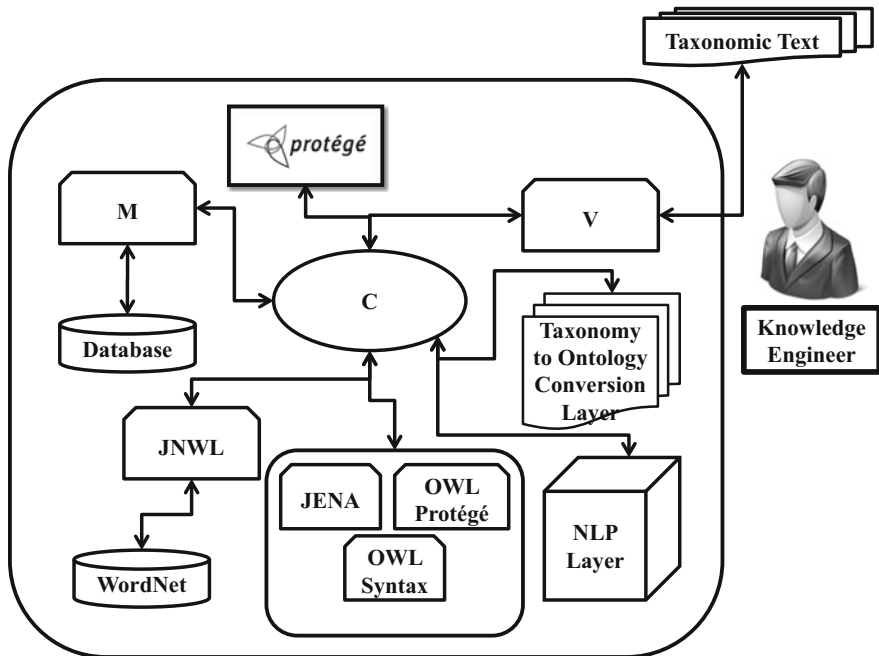 Taxonomic Text
protégé
M
V
C
Database
Taxonomy
to Ontology
Conversion
Layer
Knowledge
Engineer
JNWL
JENA
OWL
Protégé
OWL
Syntax
NLP
Layer
WordNet